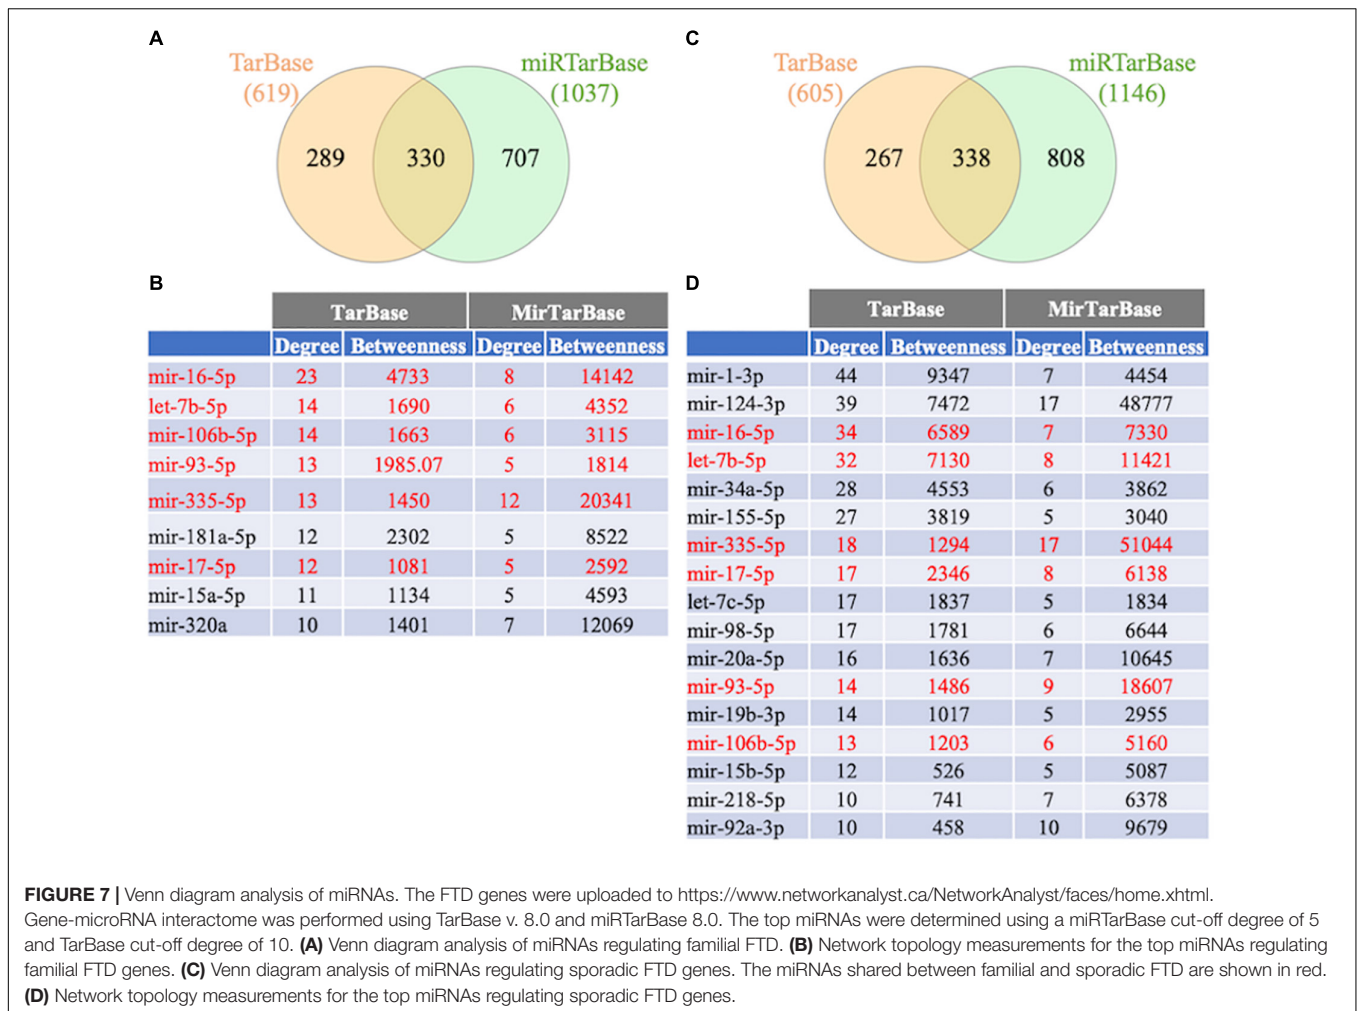 A
TarBase
(619)
miRTarBase
(1037)
289
330
707
B
TarBase MirTarBase
Degree Betweenness Degree Betweenness
mir-16-5p 23 4733 8 14142
let-7b-5p 14 1690 6 4352
mir-106b-5p 14 1663 6 3115
mir-93-5p 13 1985.07 5 1814
mir-335-5p 13 1450 12 20341
mir-181a-5p 12 2302 5 8522
mir-17-5p 12 1081 5 2592
mir-15a-5p 11 1134 5 4593
mir-320a 10 1401 7 12069
C
TarBase
(605)
miRTarBase
(1146)
267
338
808
D
TarBase MirTarBase
Degree Betweenness Degree Betweenness
mir-1-3p 44 9347 7 4454
mir-124-3p 39 7472 17 48777
mir-16-5p 34 6589 7 7330
let-7b-5p 32 7130 8 11421
mir-34a-5p 28 4553 6 3862
mir-155-5p 27 3819 5 3040
mir-335-5p 18 1294 17 51044
mir-17-5p 17 2346 8 6138
let-7c-5p 17 1837 5 1834
mir-98-5p 17 1781 6 6644
mir-20a-5p 16 1636 7 10645
mir-93-5p 14 1486 9 18607
mir-19b-3p 14 1017 5 2955
mir-106b-5p 13 1203 6 5160
mir-15b-5p 12 526 5 5087
mir-218-5p 10 741 7 6378
mir-92a-3p 10 458 10 9679
FIGURE 7 | Venn diagram analysis of miRNAs. The FTD genes were uploaded to https://www.networkanalyst.ca/NetworkAnalyst/faces/home.xhtml.
Gene-microRNA interactome was performed using TarBase v. 8.0 and miRTarBase 8.0. The top miRNAs were determined using a miRTarBase cut-off degree of 5
and TarBase cut-off degree of 10. (A) Venn diagram analysis of miRNAs regulating familial FTD. (B) Network topology measurements for the top miRNAs regulating
familial FTD genes. (C) Venn diagram analysis of miRNAs regulating sporadic FTD genes. The miRNAs shared between familial and sporadic FTD are shown in red.
(D) Network topology measurements for the top miRNAs regulating sporadic FTD genes.